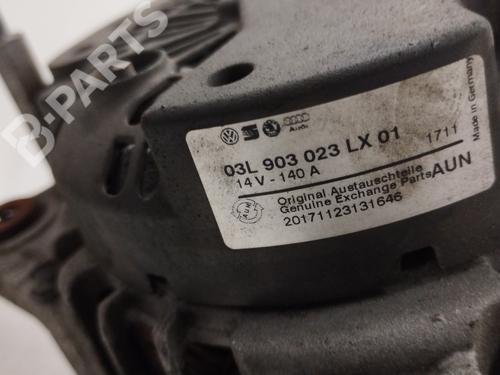 B-PARTS
Audi
03L 903 023 LX 01 1711
14 V - 140 A
Original Austauschteile
Genuine Exchange Parts AUN
20171123131646
Made in Germany